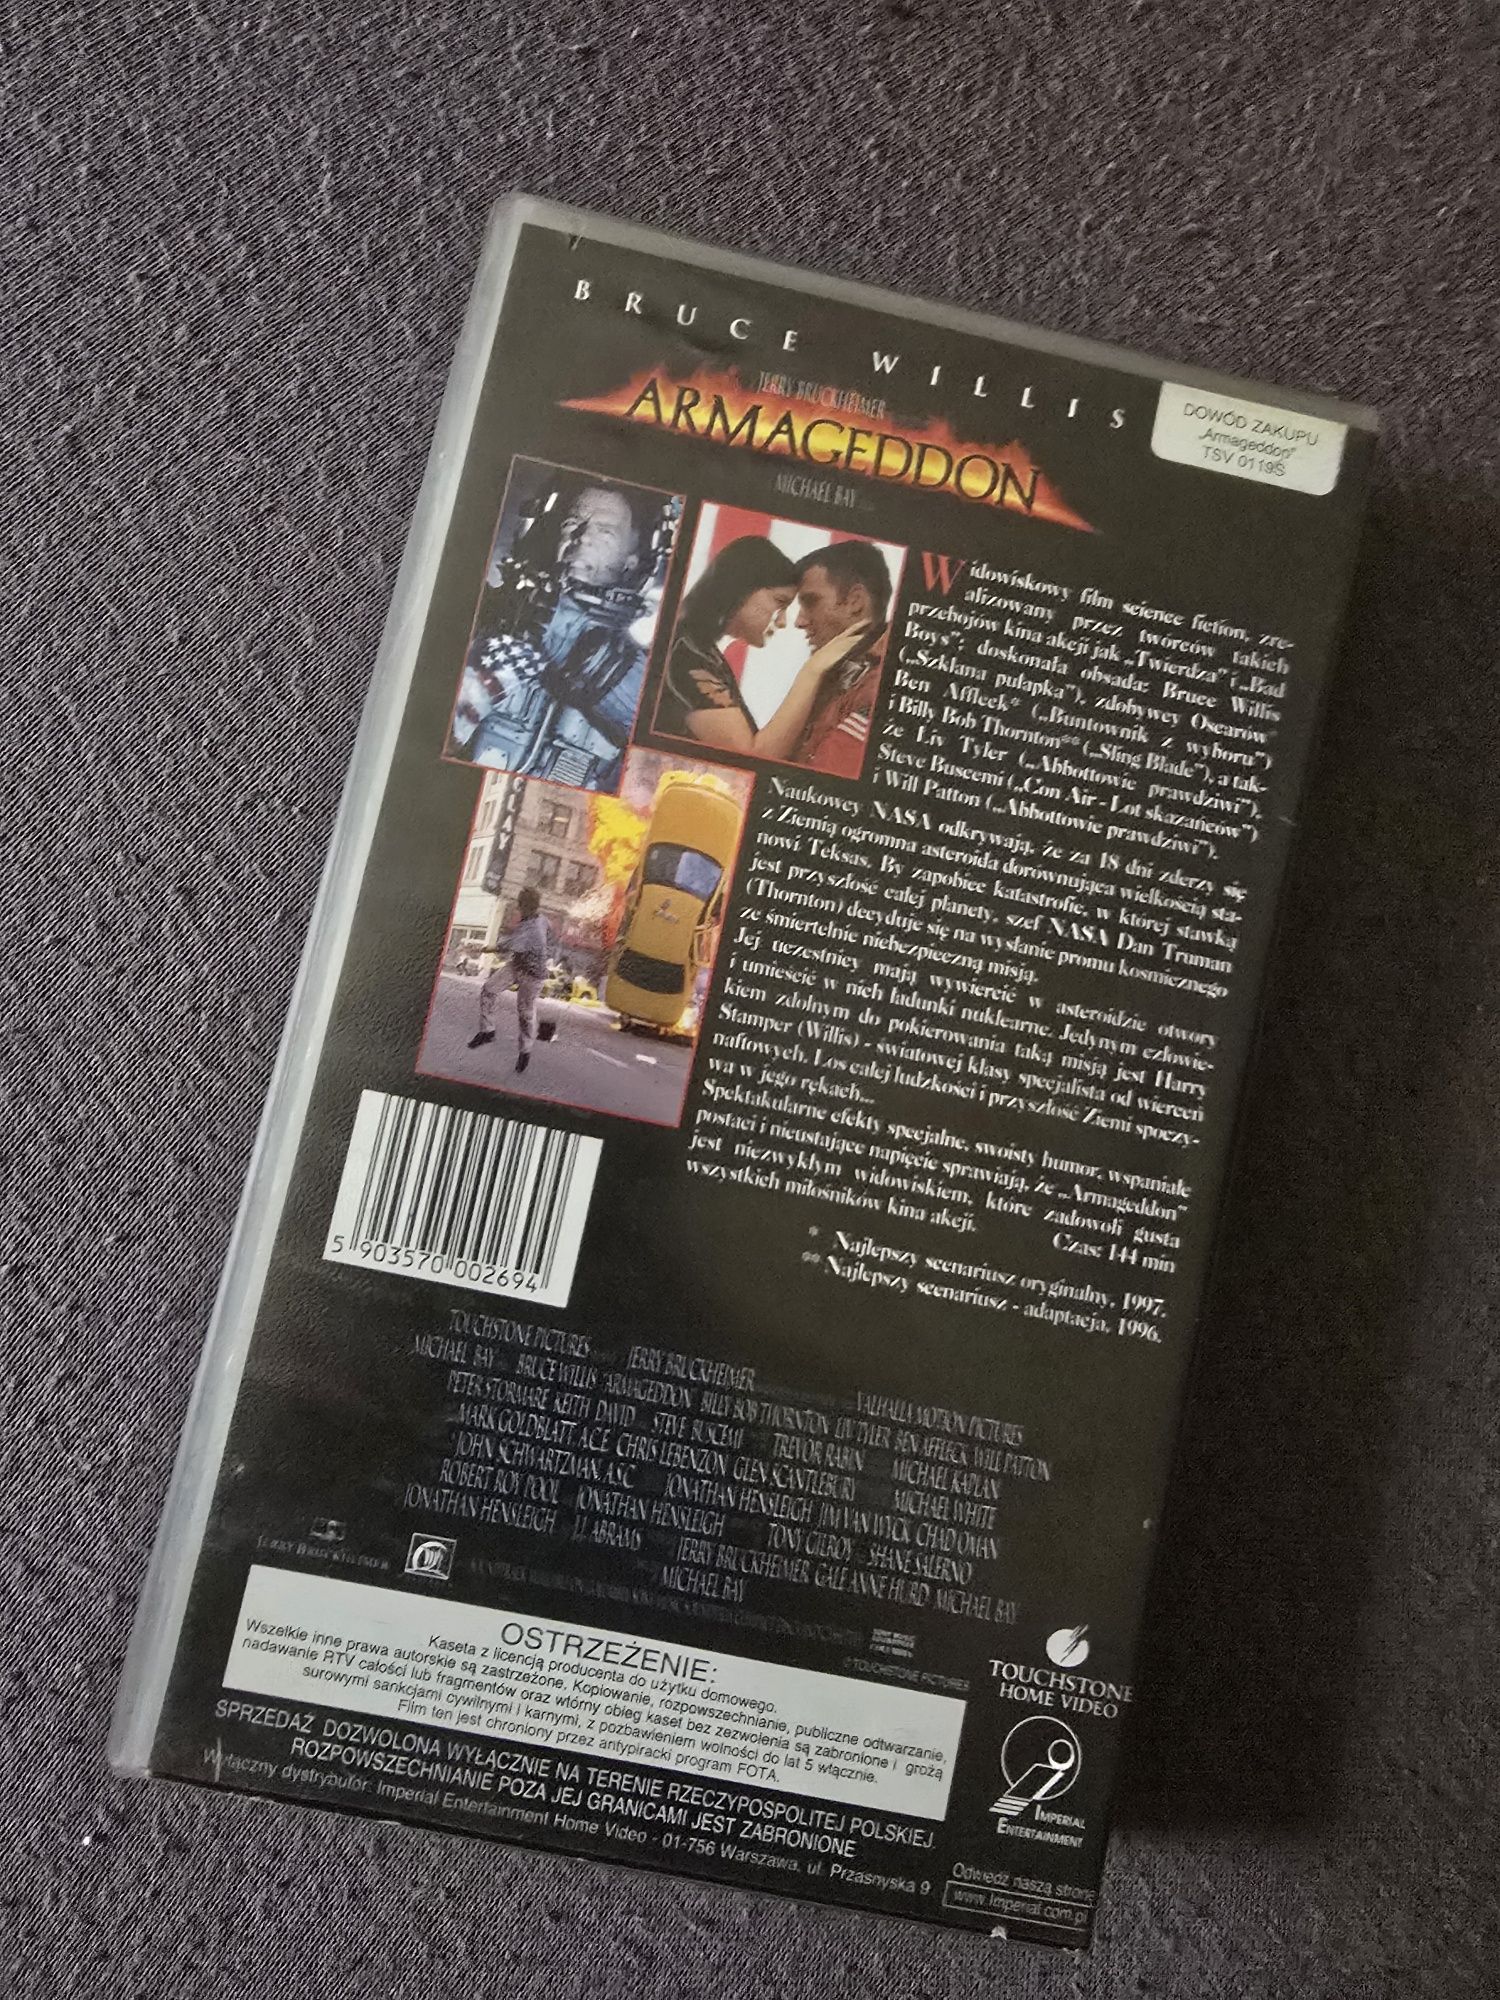 BRUCE WILLIS
DOWÓD ZAKUPU
„Armageddon"
TSV 0119S
JERRY BRUCKHEIMER
ARMAGEDDON
MICHAEL BAY
Widowiskowy film science fiction, zre-
alizowany przez twórców takich
przebojów kina akcji jak „Twierdza" i „Bad
Boys"; doskonała obsada: Bruce Willis
(„Szklana pułapka"), zdobywcy Oscarów
Ben Affleck* („Buntownik z wyboru")
i Billy Bob Thornton** („Sling Blade"), a tak-
że Liv Tyler („Abbottowie prawdziwi"),
Steve Buscemi („Con Air - Lot skazańców")
i Will Patton („Abbottowie prawdziwi").
Naukowcy NASA odkrywają, że za 18 dni zderzy się
z Ziemią ogromna asteroida dorównująca wielkością sta-
nowi Teksas. By zapobiec katastrofie, w której stawką
jest przyszłość całej planety, szef NASA Dan Truman
(Thornton) decyduje się na wysłanie promu kosmicznego
ze śmiertelnie niebezpieczną misją.
Jej uczestnicy mają wywiercić w asteroidzie otwory
i umieścić w nich ładunki nuklearne. Jedynym człowie-
kiem zdolnym do pokierowania taką misją jest Harry
Stamper (Willis) - światowej klasy specjalista od wierceń
naftowych. Los całej ludzkości i przyszłość Ziemi spoczy-
wa w jego rękach...
Spektakularne efekty specjalne, swoisty humor, wspaniałe
postaci i nieustające napięcie sprawiają, że „Armageddon"
jest niezwykłym widowiskiem, które zadowoli gusta
wszystkich miłośników kina akcji.
Czas: 144 min
* Najlepszy scenariusz oryginalny, 1997.
** Najlepszy scenariusz - adaptacja, 1996.
5 903570 002694
TOUCHSTONE PICTURES JERRY BRUCKHEIMER VALHALLA MOTION PICTURES
MICHAEL BAY BRUCE WILLIS "ARMAGEDDON" BILLY BOB THORNTON LIV TYLER BEN AFFLECK WILL PATTON
PETER STORMARE KEITH DAVID STEVE BUSCEMI TREVOR RABIN MICHAEL KAPLAN
MARK GOLDBLATT A.C.E. CHRIS LEBENZON GLEN SCANTLEBURY MICHAEL WHITE
JOHN SCHWARTZMAN, A.S.C. JONATHAN HENSLEIGH JIM VAN WYCK CHAD OMAN
ROBERT ROY POOL JONATHAN HENSLEIGH TONY GILROY SHANE SALERNO
JONATHAN HENSLEIGH J.J. ABRAMS JERRY BRUCKHEIMER GALE ANNE HURD MICHAEL BAY
MICHAEL BAY
JERRY BRUCKHEIMER
© TOUCHSTONE PICTURES
OSTRZEŻENIE:
Kaseta z licencją producenta do użytku domowego.
Wszelkie inne prawa autorskie są zastrzeżone. Kopiowanie, rozpowszechnianie, publiczne odtwarzanie,
nadawanie RTV całości lub fragmentów oraz wtórny obieg kaset bez zezwolenia są zabronione i grożą
surowymi sankcjami cywilnymi i karnymi, z pozbawieniem wolności do lat 5 włącznie.
Film ten jest chroniony przez antypiracki program FOTA.
SPRZEDAŻ DOZWOLONA WYŁĄCZNIE NA TERENIE RZECZYPOSPOLITEJ POLSKIEJ.
ROZPOWSZECHNIANIE POZA JEJ GRANICAMI JEST ZABRONIONE
Wyłączny dystrybutor: Imperial Entertainment Home Video - 01-756 Warszawa, ul. Przasnyska 9
TOUCHSTONE
HOME VIDEO
IMPERIAL
ENTERTAINMENT
Odwiedź naszą stronę
www.imperial.com.pl